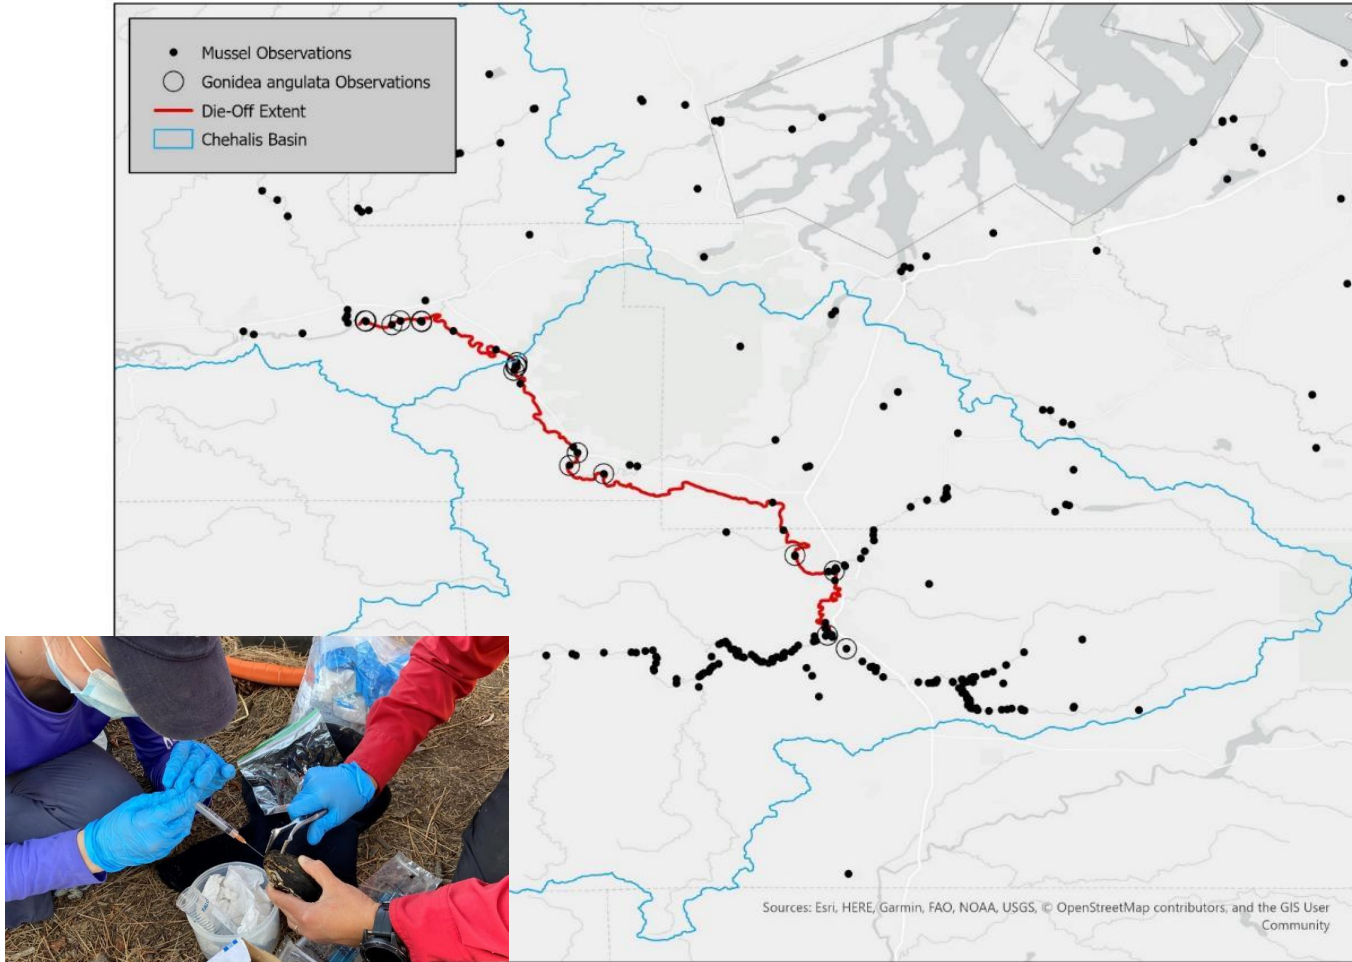 Mussel Observations
Gonidea angulata Observations
Die-Off Extent
Chehalis Basin
Sources: Esri, HERE, Garmin, FAO, NOAA, USGS, © OpenStreetMap contributors, and the GIS User
Community